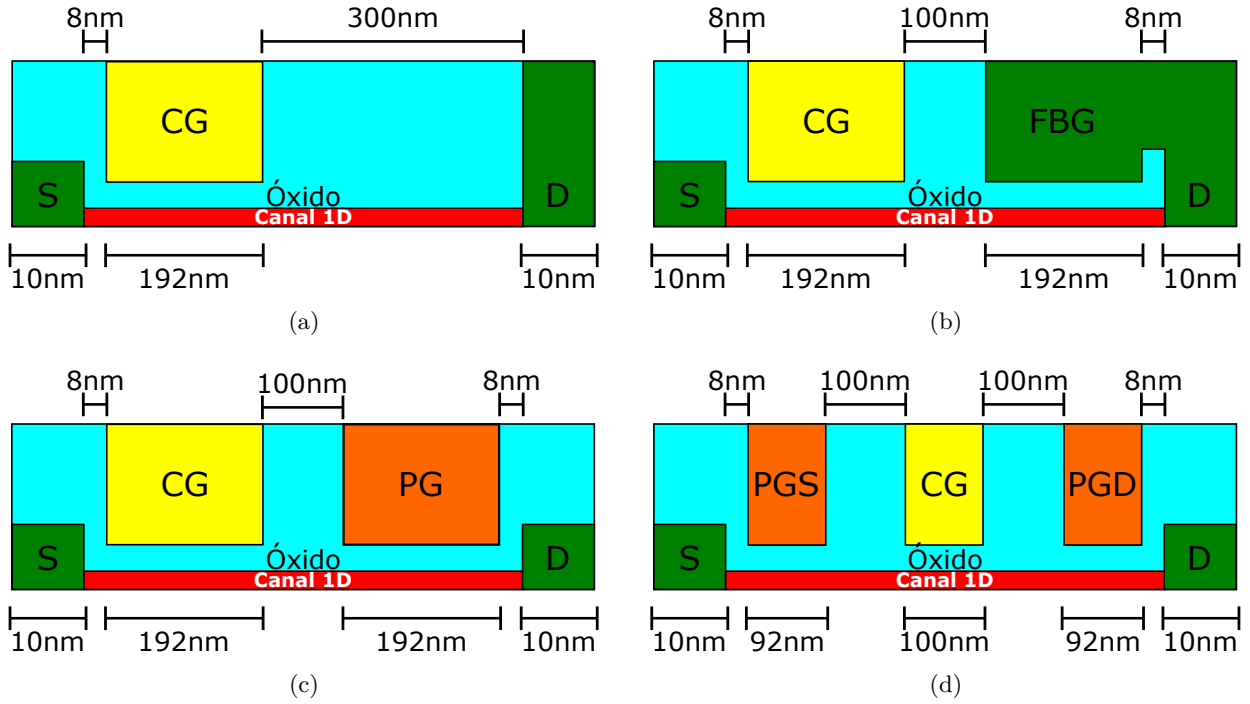 8nm 300nm
CG
S Óxido D
Canal 1D
10nm 192nm 10nm
(a)
8nm 100nm 8nm
CG FBG
S Óxido D
Canal 1D
10nm 192nm 192nm 10nm
(b)
8nm 100nm 8nm
CG PG
S Óxido D
Canal 1D
10nm 192nm 192nm 10nm
(c)
8nm 100nm 100nm 8nm
PGS CG PGD
S Óxido D
Canal 1D
10nm 92nm 100nm 92nm 10nm
(d)